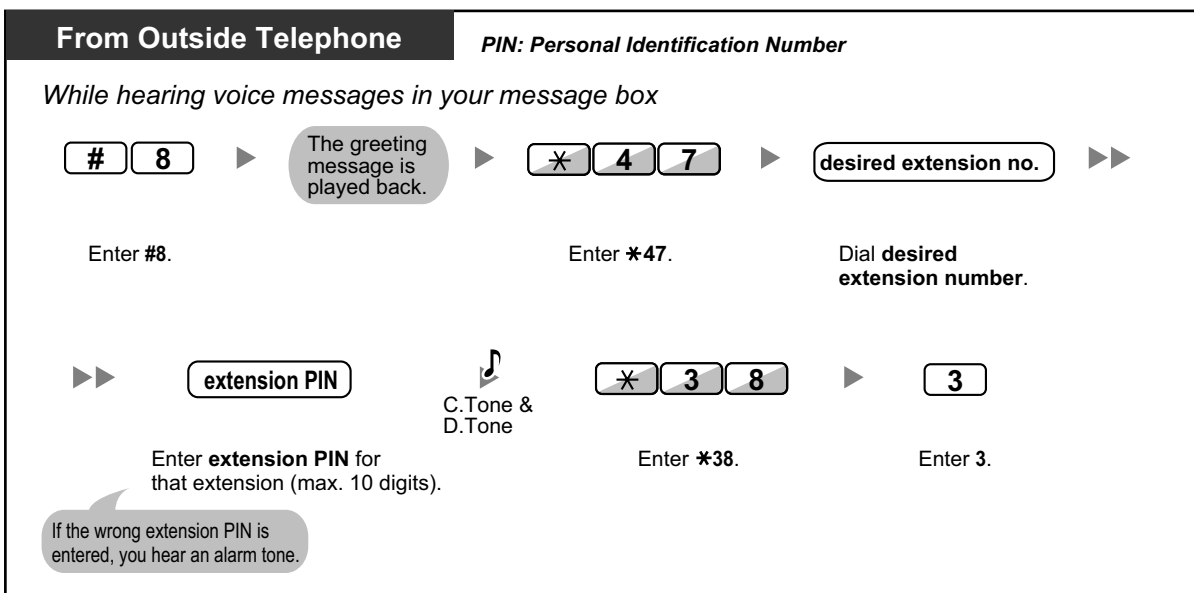 From Outside Telephone
PIN: Personal Identification Number
While hearing voice messages in your message box
# 8
The greeting
message is
played back.
* 4 7
desired extension no.
Enter #8.
Enter *47.
Dial desired
extension number.
extension PIN
C.Tone &
D.Tone
* 3 8
3
Enter extension PIN for
that extension (max. 10 digits).
Enter *38.
Enter 3.
If the wrong extension PIN is
entered, you hear an alarm tone.